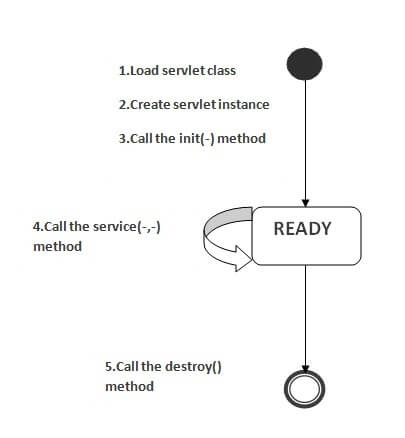 1.Load servlet class
2.Create servlet instance
3.Call the init(-) method
4.Call the service(-,-)
method
READY
5.Call the destroy()
method